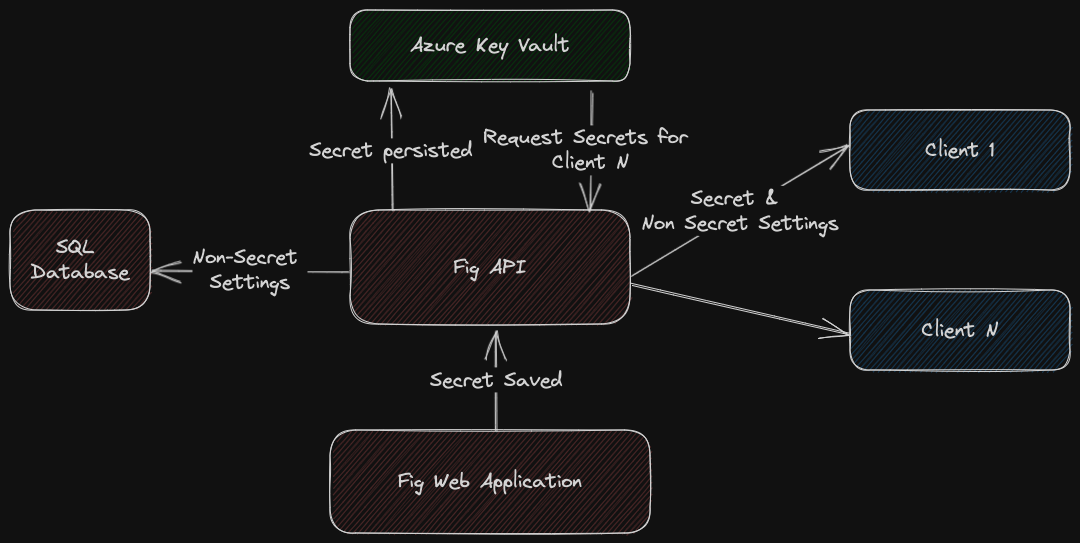 Azure Key Vault
Secret persisted
Request Secrets for
Client N
Client 1
Secret &
Non Secret Settings
SQL
Database
Non-Secret
Settings
Fig API
Client N
Secret Saved
Fig Web Application